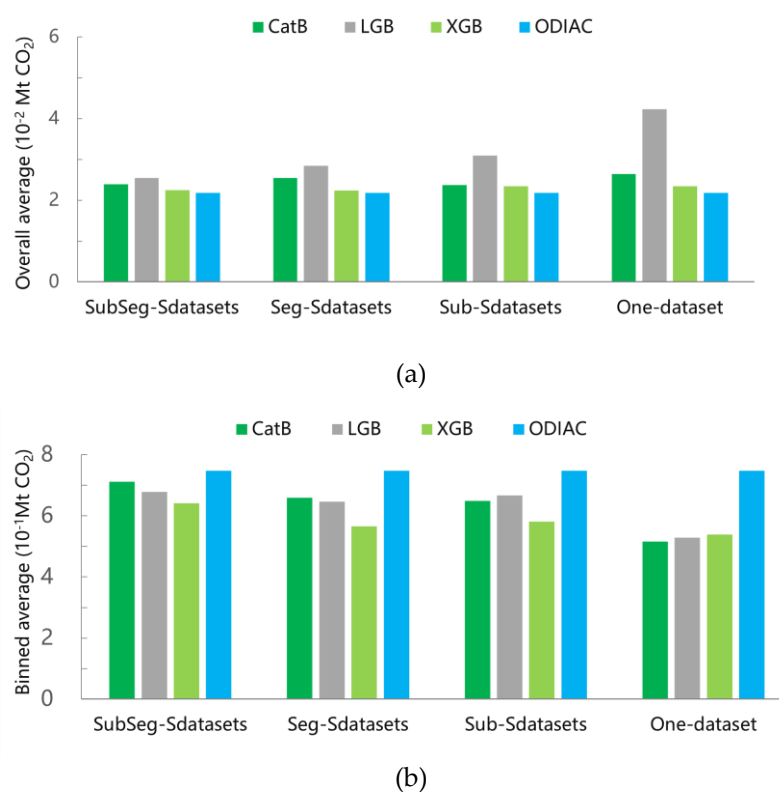 CatB LGB XGB ODIAC
Overall average (10⁻² Mt CO₂)
6
4
2
0
SubSeg-Sdatasets Seg-Sdatasets Sub-Sdatasets One-dataset
(a)
CatB LGB XGB ODIAC
Binned average (10⁻¹Mt CO₂)
8
6
4
2
0
SubSeg-Sdatasets Seg-Sdatasets Sub-Sdatasets One-dataset
(b)